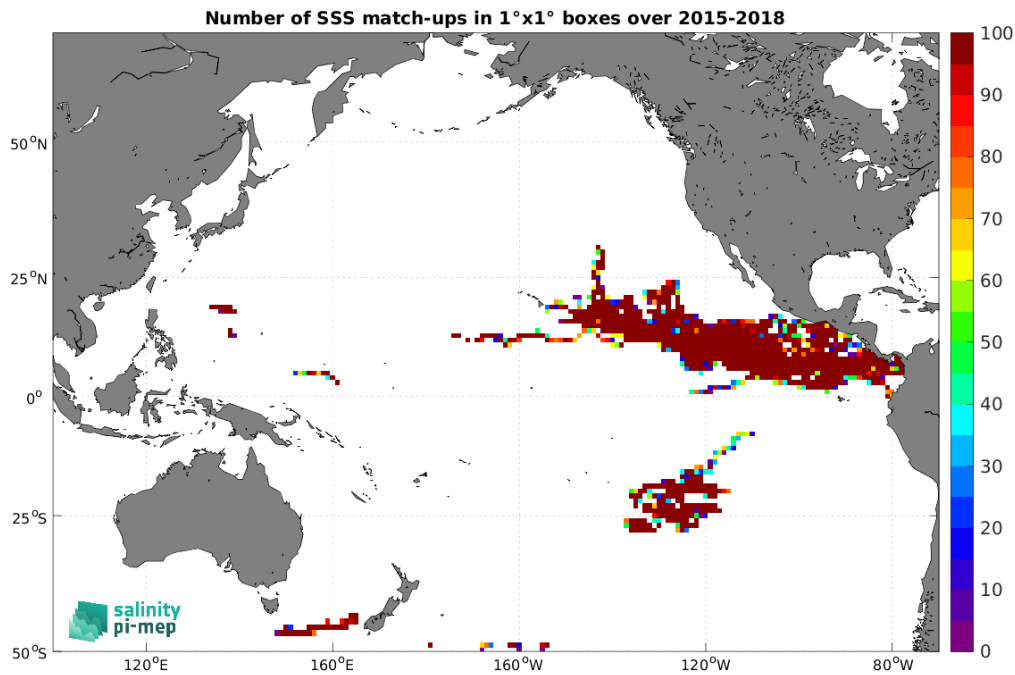 Number of SSS match-ups in 1°x1° boxes over 2015-2018
50°N
25°N
0°
25°S
50°S
120°E
160°E
160°W
120°W
80°W
100
90
80
70
60
50
40
30
20
10
0
salinity
pi-mep